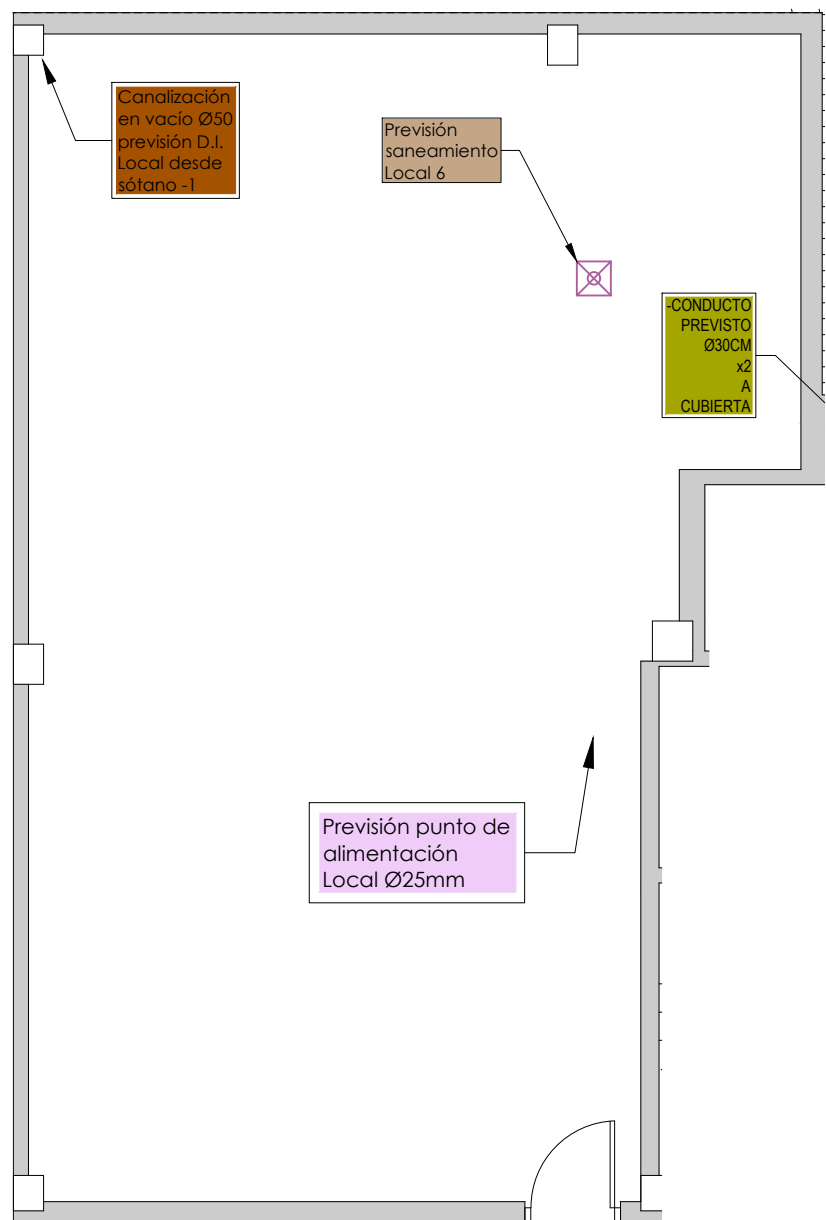 Canalización
en vacío Ø50
previsión D.I.
Local desde
sótano -1
Previsión
saneamiento
Local 6
-CONDUCTO
PREVISTO
Ø30CM
x2
A
CUBIERTA
Previsión punto de
alimentación
Local Ø25mm